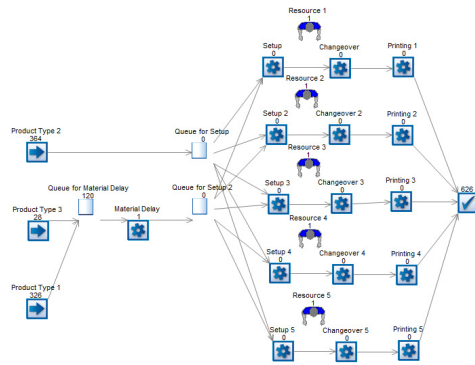 Resource 1
1
Setup
0
Changeover
0
Printing 1
0
Resource 2
1
Setup 2
0
Changeover 2
0
Printing 2
0
Product Type 2
364
Queue for Setup
0
Resource 3
1
Setup 3
0
Changeover 3
0
Printing 3
0
Queue for Material Delay
120
Queue for Setup 2
0
626
Product Type 3
28
Material Delay
1
Resource 4
1
Setup 4
0
Changeover 4
0
Printing 4
0
Product Type 1
326
Resource 5
1
Setup 5
0
Changeover 5
0
Printing 5
0